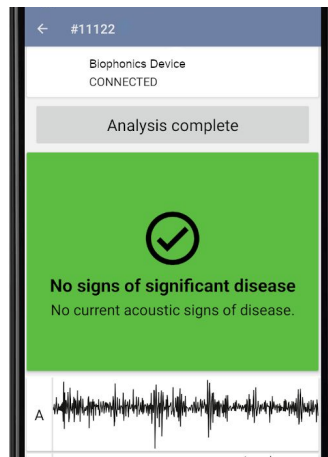 #11122
Biophonics Device
CONNECTED
Analysis complete
No signs of significant disease
No current acoustic signs of disease.
A